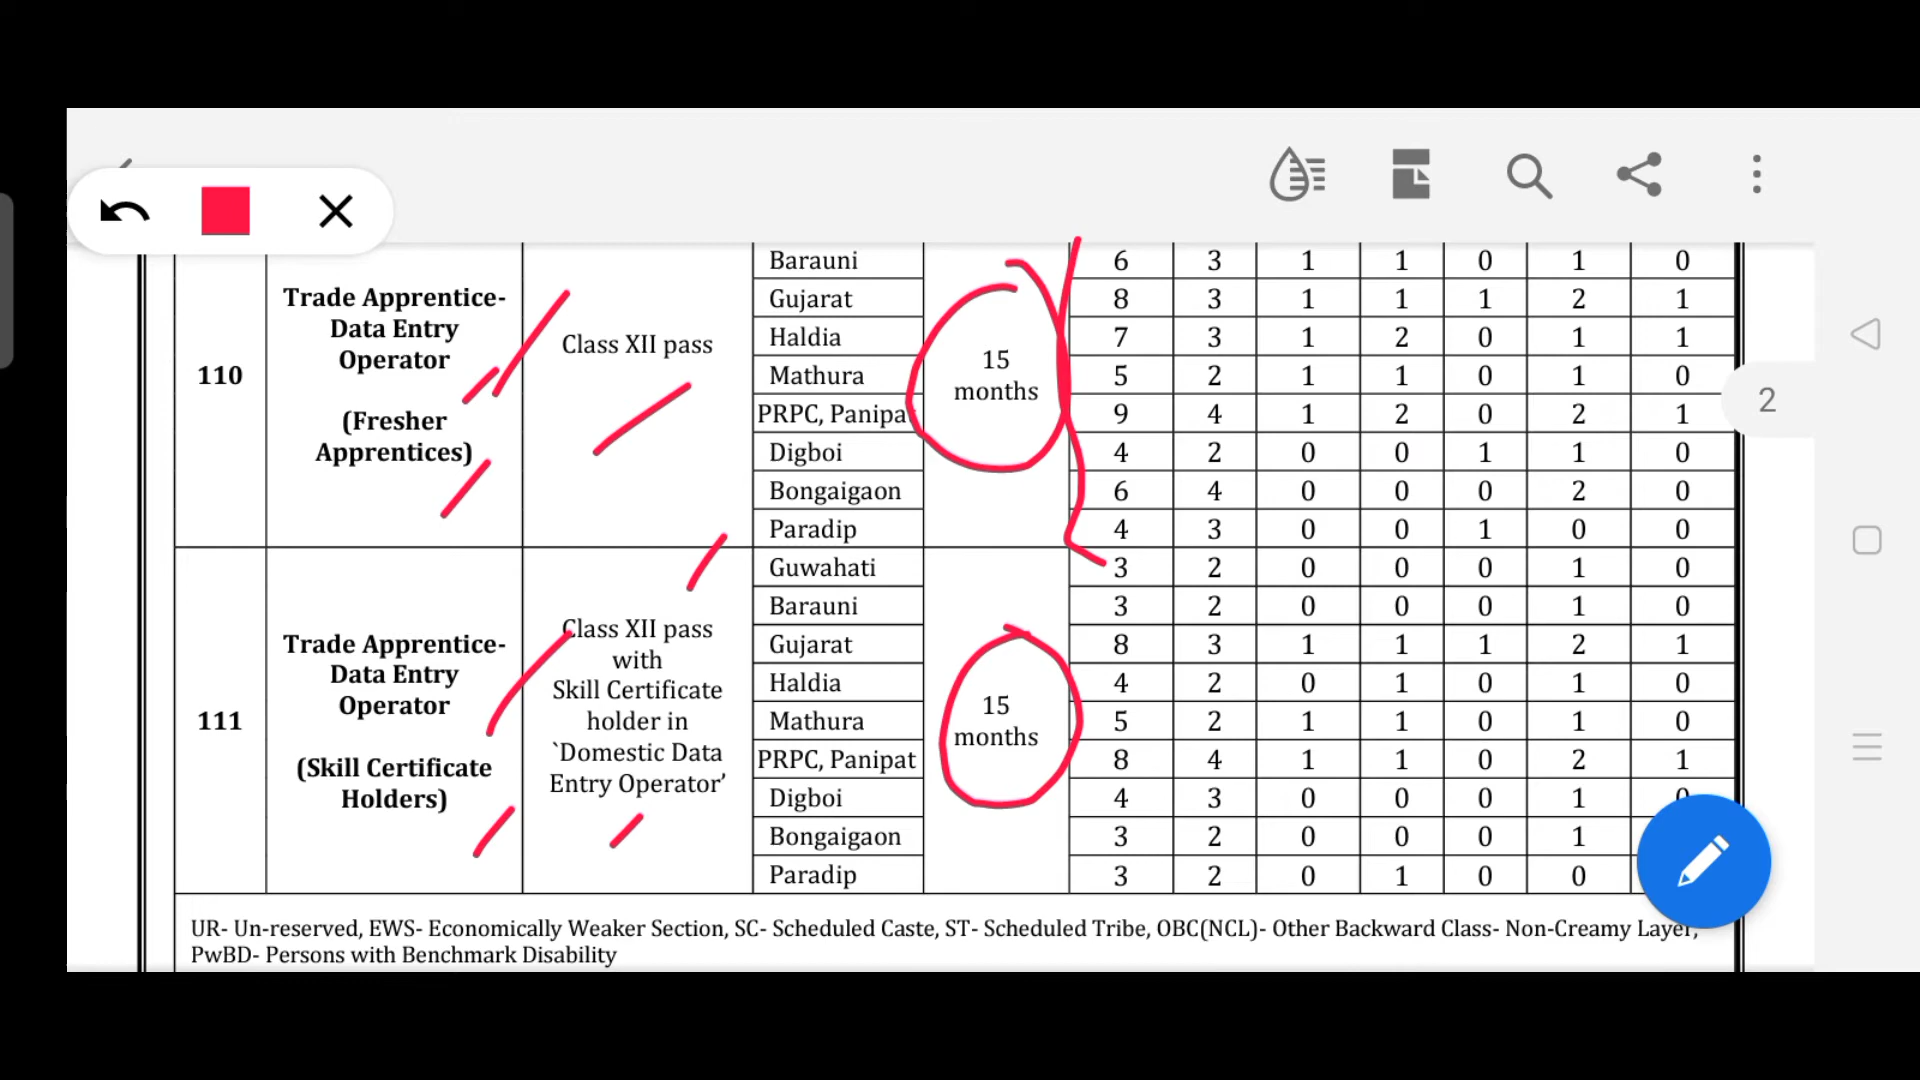 2
Barauni 6 3 1 1 0 1 0
Gujarat 8 3 1 1 1 2 1
Haldia 7 3 1 2 0 1 1
Mathura 5 2 1 1 0 1 0
PRPC, Panipa 9 4 1 2 0 2 1
Digboi 4 2 0 0 1 1 0
Bongaigaon 6 4 0 0 0 2 0
Paradip 4 3 0 0 1 0 0
110
Trade Apprentice-
Data Entry
Operator
(Fresher
Apprentices)
Class XII pass
15
months
Guwahati 3 2 0 0 0 1 0
Barauni 3 2 0 0 0 1 0
Gujarat 8 3 1 1 1 2 1
Haldia 4 2 0 1 0 1 0
Mathura 5 2 1 1 0 1 0
PRPC, Panipat 8 4 1 1 0 2 1
Digboi 4 3 0 0 0 1 0
Bongaigaon 3 2 0 0 0 1
Paradip 3 2 0 1 0 0
111
Trade Apprentice-
Data Entry
Operator
(Skill Certificate
Holders)
Class XII pass
with
Skill Certificate
holder in
`Domestic Data
Entry Operator’
15
months
UR- Un-reserved, EWS- Economically Weaker Section, SC- Scheduled Caste, ST- Scheduled Tribe, OBC(NCL)- Other Backward Class- Non-Creamy Layer,
PwBD- Persons with Benchmark Disability